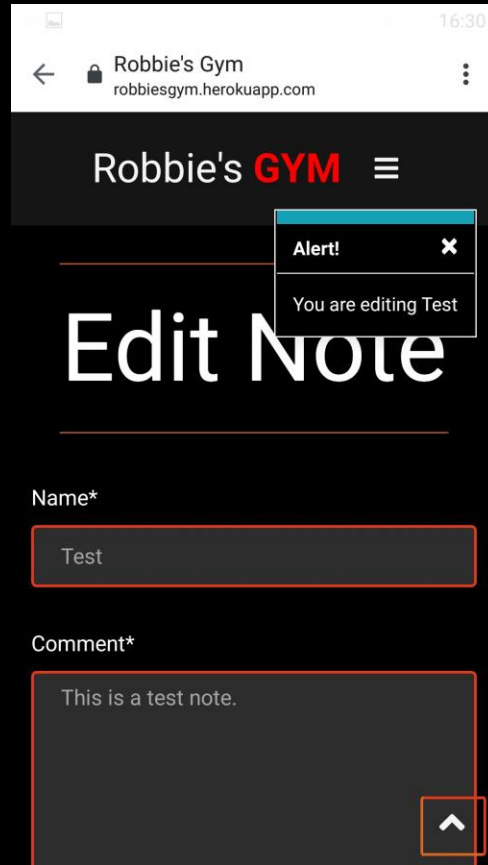 16:30
Robbie's Gym
robbiesgym.herokuapp.com
Robbie's GYM
Alert!
You are editing Test
Edit Note
Name*
Test
Comment*
This is a test note.